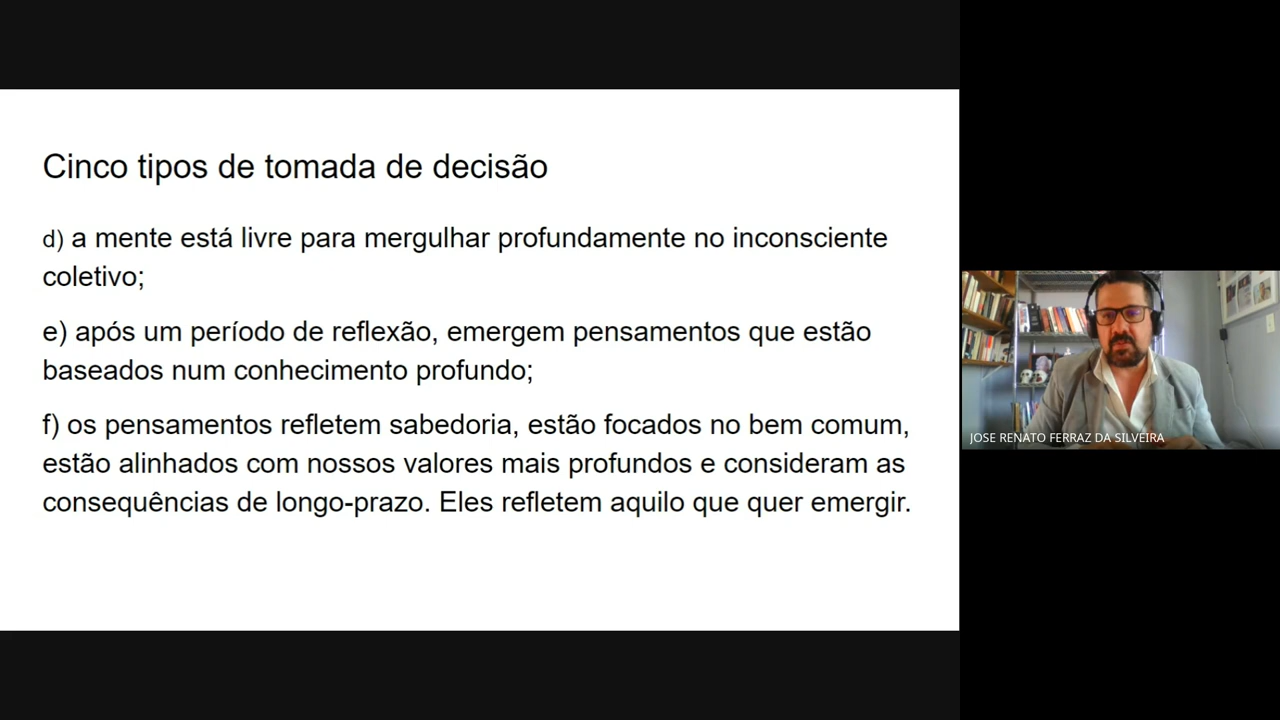 Cinco tipos de tomada de decisão
d) a mente está livre para mergulhar profundamente no inconsciente
coletivo;
e) após um período de reflexão, emergem pensamentos que estão
baseados num conhecimento profundo;
f) os pensamentos refletem sabedoria, estão focados no bem comum,
estão alinhados com nossos valores mais profundos e consideram as
consequências de longo-prazo. Eles refletem aquilo que quer emergir.
JOSE RENATO FERRAZ DA SILVEIRA